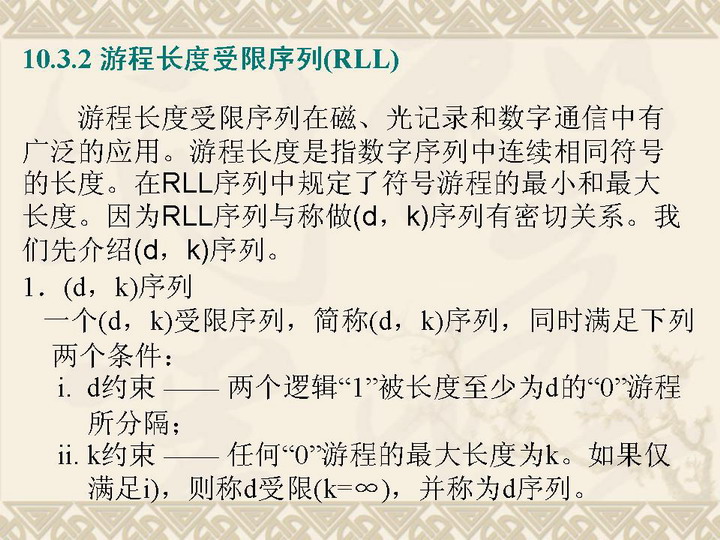 10.3.2 游程长度受限序列(RLL)
游程长度受限序列在磁、光记录和数字通信中有
广泛的应用。游程长度是指数字序列中连续相同符号
的长度。在RLL序列中规定了符号游程的最小和最大
长度。因为RLL序列与称做(d，k)序列有密切关系。我
们先介绍(d，k)序列。
1．(d，k)序列
一个(d，k)受限序列，简称(d，k)序列，同时满足下列
两个条件：
i. d约束 —— 两个逻辑“1”被长度至少为d的“0”游程
所分隔；
ii. k约束 —— 任何“0”游程的最大长度为k。如果仅
满足i)，则称d受限(k=∞)，并称为d序列。